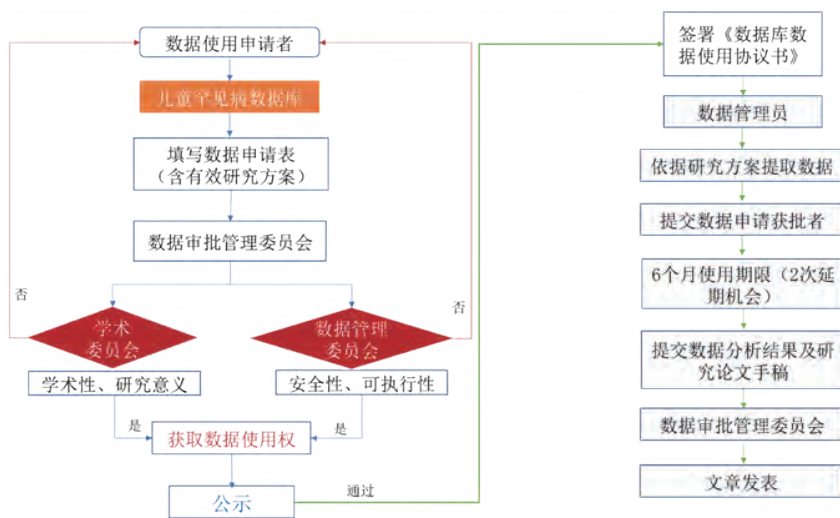 数据使用申请者
儿童罕见病数据库
填写数据申请表
（含有效研究方案）
数据审批管理委员会
否
否
学术
委员会
数据管理
委员会
学术性、研究意义
安全性、可执行性
是
是
获取数据使用权
公示
通过
签署《数据库数
据使用协议书》
数据管理员
依据研究方案提取数据
提交数据申请获批者
6个月使用期限（2次延
期机会）
提交数据分析结果及研
究论文手稿
数据审批管理委员会
文章发表